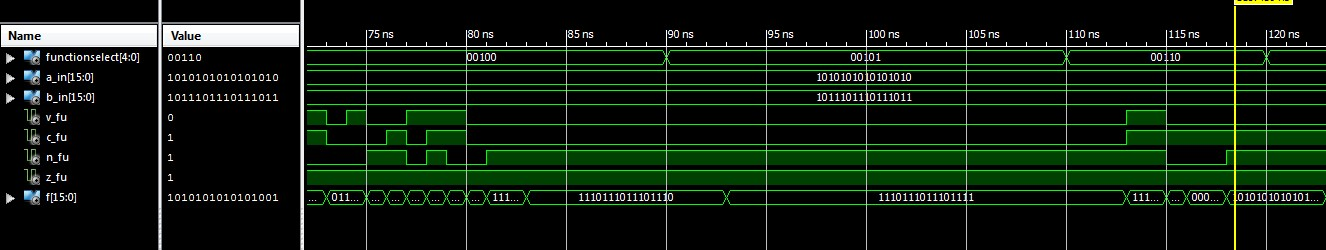 Name Value 75 ns 80 ns 85 ns 90 ns 95 ns 100 ns 105 ns 110 ns 115 ns 120 ns
functionselect[4:0] 00110 00100 00101 00110
a_in[15:0] 1010101010101010 1010101010101010
b_in[15:0] 1011101110111011 1011101110111011
v_fu 0
c_fu 1
n_fu 1
z_fu 1
f[15:0] 1010101010101001 ... 011... ... ... ... ... ... ... 111... 1110111011101110 1110111011101111 111... ... 000... 1010101010101...